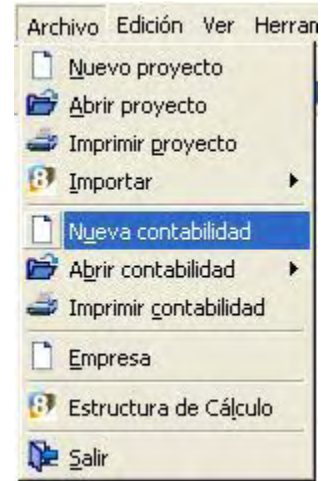 Archivo Edición Ver Herran
Nuevo proyecto
Abrir proyecto
Imprimir proyecto
Importar
Nueva contabilidad
Abrir contabilidad
Imprimir contabilidad
Empresa
Estructura de Cálculo
Salir